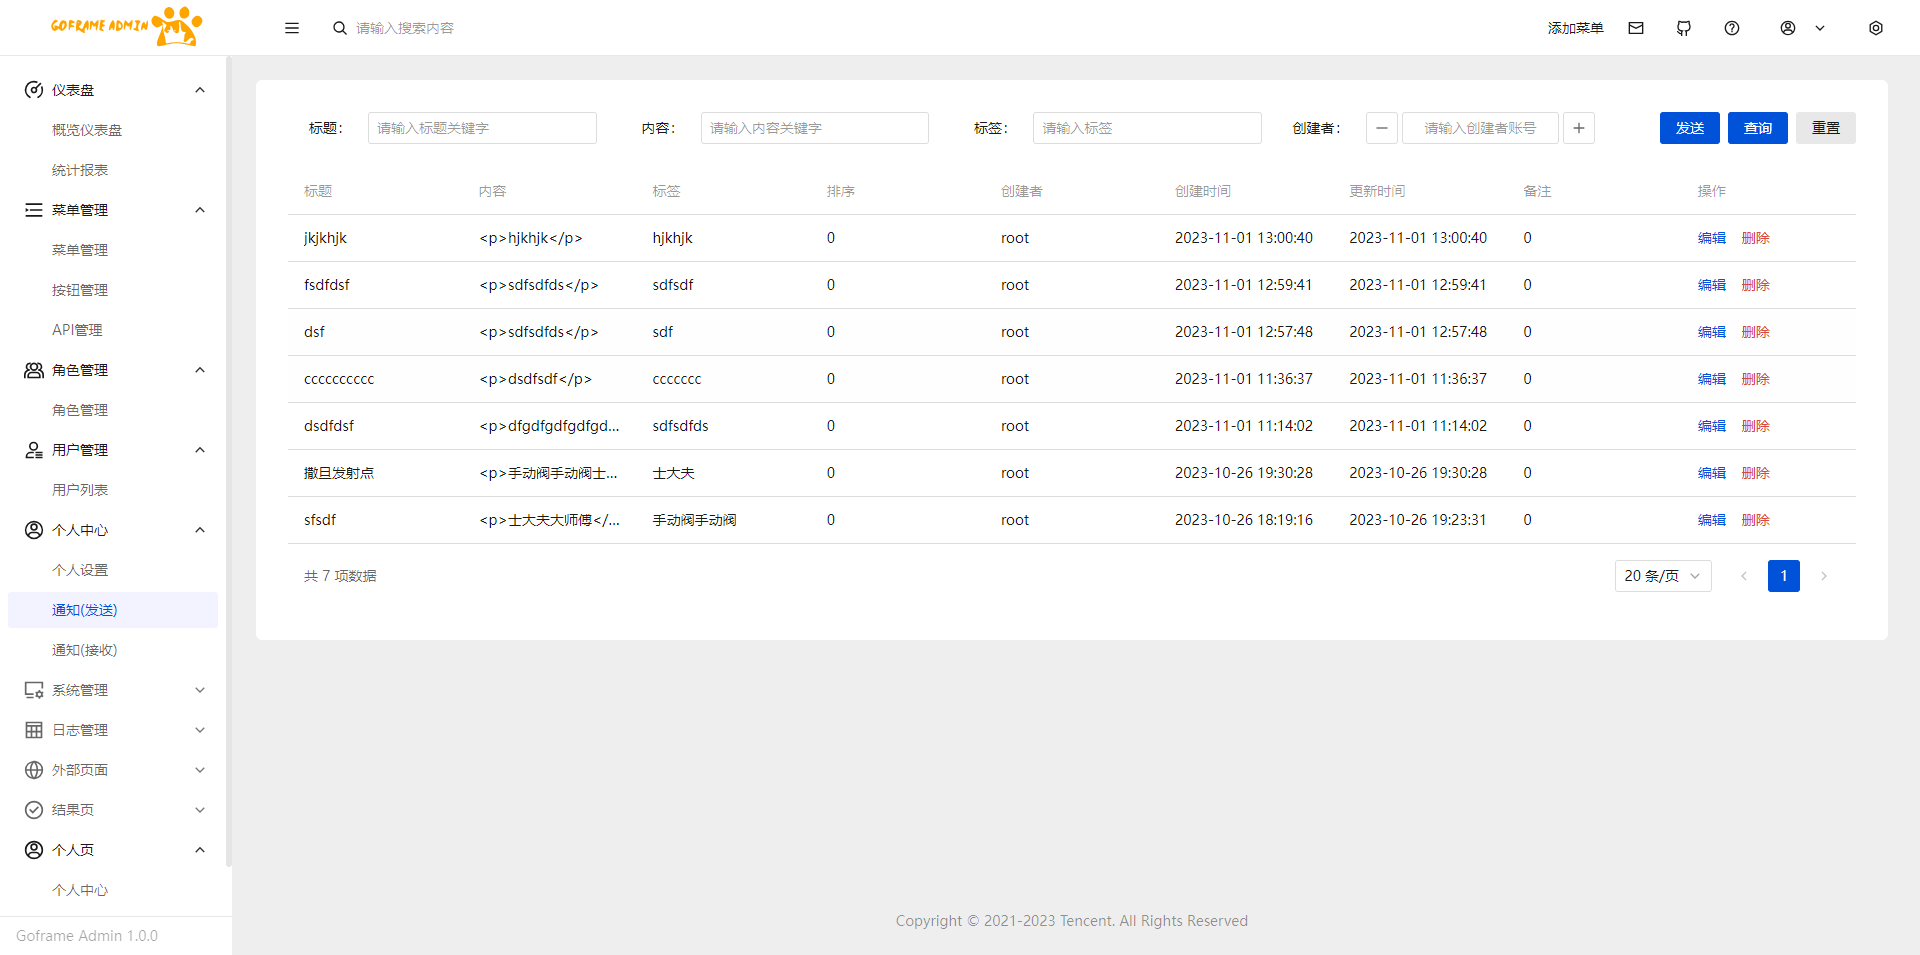 GOFRAME ADMIN
请输入搜索内容
添加菜单
仪表盘
概览仪表盘
统计报表
菜单管理
菜单管理
按钮管理
API管理
角色管理
角色管理
用户管理
用户列表
个人中心
个人设置
通知(发送)
通知(接收)
系统管理
日志管理
外部页面
结果页
个人页
个人中心
Goframe Admin 1.0.0
标题: 请输入标题关键字 内容: 请输入内容关键字 标签: 请输入标签 创建者: 请输入创建者账号 发送 查询 重置
标题 内容 标签 排序 创建者 创建时间 更新时间 备注 操作
jkjkhjk <p>hjkhjk</p> hjkhjk 0 root 2023-11-01 13:00:40 2023-11-01 13:00:40 0 编辑 删除
fsdfdsf <p>sdfsdfds</p> sdfsdf 0 root 2023-11-01 12:59:41 2023-11-01 12:59:41 0 编辑 删除
dsf <p>sdfsdfds</p> sdf 0 root 2023-11-01 12:57:48 2023-11-01 12:57:48 0 编辑 删除
cccccccccc <p>dsdfsdf</p> ccccccc 0 root 2023-11-01 11:36:37 2023-11-01 11:36:37 0 编辑 删除
dsdfdsf <p>dfgdfgdfgdfgd... sdfsdfds 0 root 2023-11-01 11:14:02 2023-11-01 11:14:02 0 编辑 删除
撒旦发射点 <p>手动阀手动阀士... 士大夫 0 root 2023-10-26 19:30:28 2023-10-26 19:30:28 0 编辑 删除
sfsdf <p>士大夫大师傅</... 手动阀手动阀 0 root 2023-10-26 18:19:16 2023-10-26 19:23:31 0 编辑 删除
共 7 项数据 20 条/页 1
Copyright © 2021-2023 Tencent. All Rights Reserved